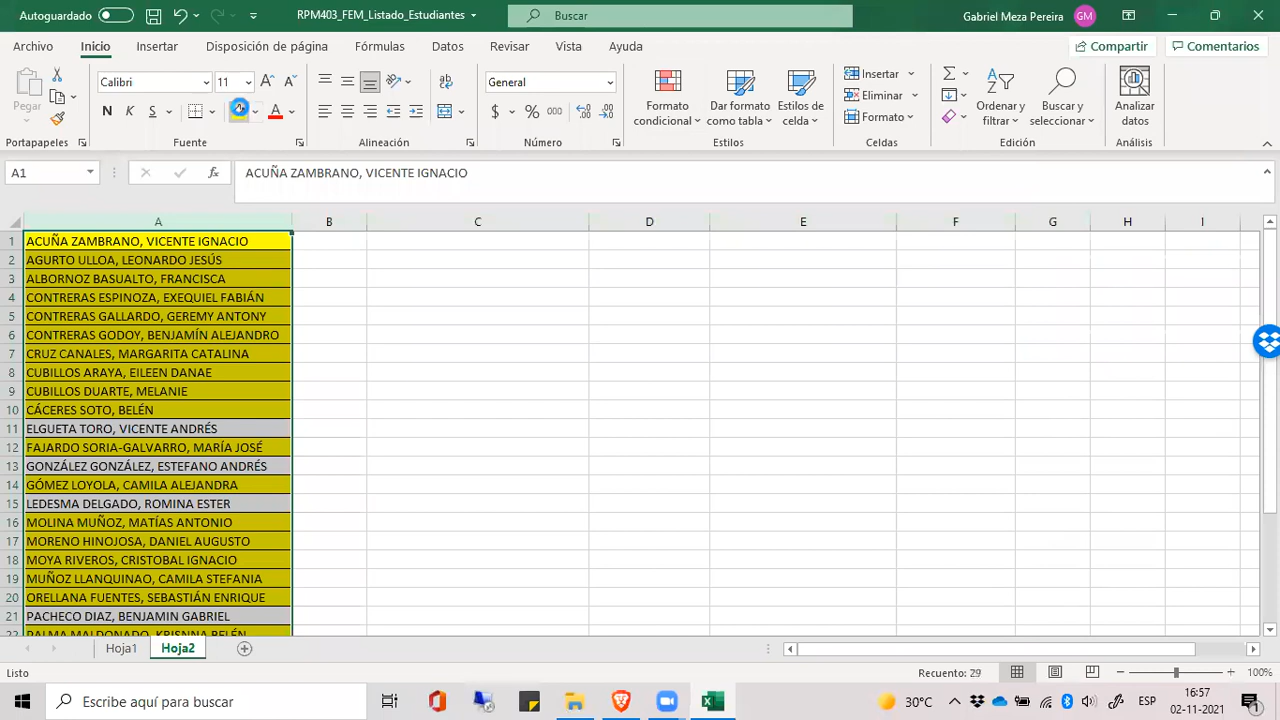 Autoguardado RPM403_FEM_Listado_Estudiantes Buscar Gabriel Meza Pereira GM
Archivo Inicio Insertar Disposición de página Fórmulas Datos Revisar Vista Ayuda Compartir Comentarios
Pegar Calibri 11 General Formato condicional Dar formato como tabla Estilos de celda Insertar Eliminar Formato Ordenar y filtrar Buscar y seleccionar Analizar datos
N K S A $ % 000
Portapapeles Fuente Alineación Número Estilos Celdas Edición Análisis
A1 fx ACUÑA ZAMBRANO, VICENTE IGNACIO
A B C D E F G H I
1 ACUÑA ZAMBRANO, VICENTE IGNACIO
2 AGURTO ULLOA, LEONARDO JESÚS
3 ALBORNOZ BASUALTO, FRANCISCA
4 CONTRERAS ESPINOZA, EXEQUIEL FABIÁN
5 CONTRERAS GALLARDO, GEREMY ANTONY
6 CONTRERAS GODOY, BENJAMÍN ALEJANDRO
7 CRUZ CANALES, MARGARITA CATALINA
8 CUBILLOS ARAYA, EILEEN DANAE
9 CUBILLOS DUARTE, MELANIE
10 CÁCERES SOTO, BELÉN
11 ELGUETA TORO, VICENTE ANDRÉS
12 FAJARDO SORIA-GALVARRO, MARÍA JOSÉ
13 GONZÁLEZ GONZÁLEZ, ESTEFANO ANDRÉS
14 GÓMEZ LOYOLA, CAMILA ALEJANDRA
15 LEDESMA DELGADO, ROMINA ESTER
16 MOLINA MUÑOZ, MATÍAS ANTONIO
17 MORENO HINOJOSA, DANIEL AUGUSTO
18 MOYA RIVEROS, CRISTOBAL IGNACIO
19 MUÑOZ LLANQUINAO, CAMILA STEFANIA
20 ORELLANA FUENTES, SEBASTIÁN ENRIQUE
21 PACHECO DIAZ, BENJAMIN GABRIEL
22 PALMA MALDONADO, KRISNNA BELÉN
Hoja1 Hoja2
Listo Recuento: 29 100%
Escribe aquí para buscar 30°C ESP 16:57
02-11-2021